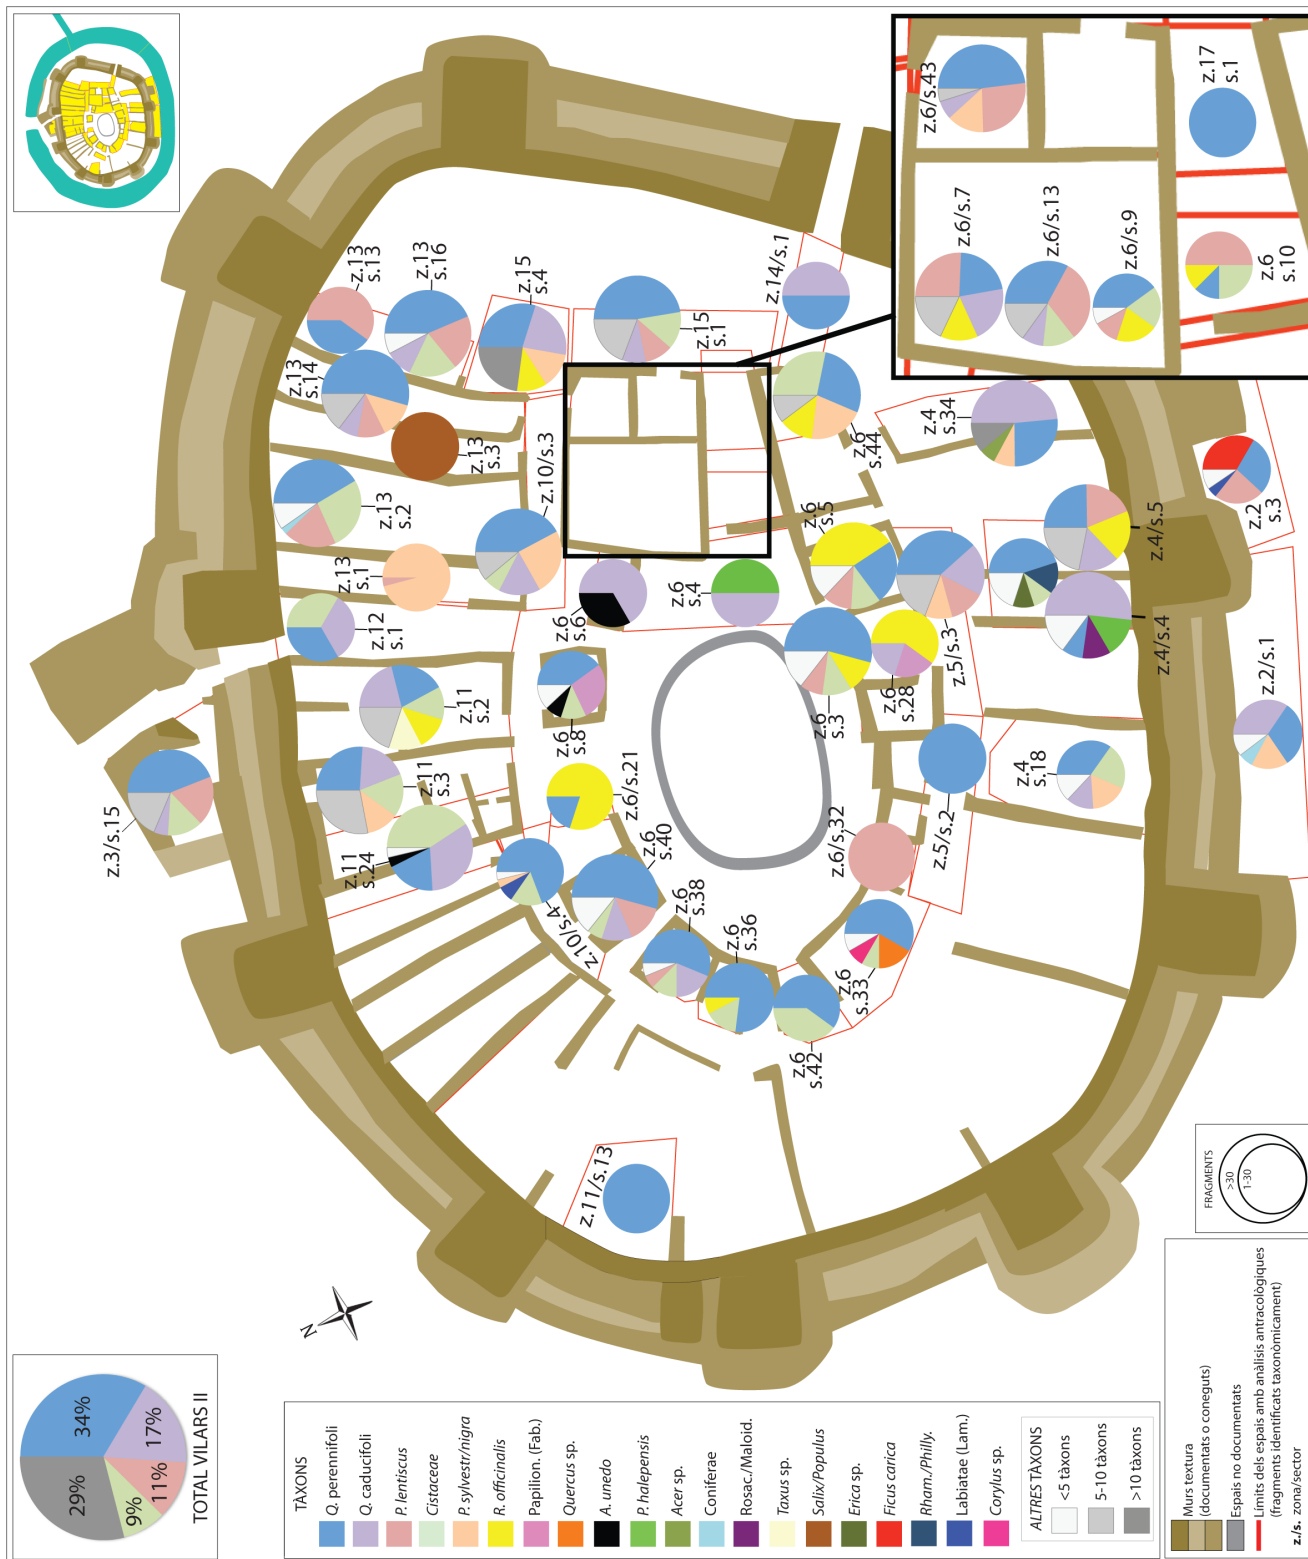 34%
17%
11%
9%
29%
TOTAL VILARS II
N
z.3/s.15
z.11
s.3
z.11
s.24
z.11
s.2
z.12
s.1
z.13
s.1
z.13
s.2
z.13
s.3
z.13
s.14
z.13
s.13
z.13
s.16
z.15
s.4
z.15
s.1
z.14/s.1
z.10/s.3
z.10/s.4
z.11/s.13
z.6
s.6
z.6
s.4
z.6
s.8
z.6/s.21
z.6
s.40
z.6
s.38
z.6
s.36
z.6
s.42
z.6
s.33
z.6/s.32
z.5/s.2
z.6
s.3
z.6
s.28
z.6
s.5
z.5/s.3
z.6
s.44
z.4
s.34
z.4/s.5
z.4/s.4
z.4
s.18
z.2
s.3
z.2/s.1
z.6/s.43
z.6/s.7
z.6/s.13
z.6/s.9
z.17
s.1
z.6
s.10
TÀXONS
Q. perennifoli
Q. caducifoli
P. lentiscus
Cistaceae
P. sylvestr/nigra
R. officinalis
Papilion. (Fab.)
Quercus sp.
A. unedo
P. halepensis
Acer sp.
Coniferae
Rosac./Maloid.
Taxus sp.
Salix/Populus
Erica sp.
Ficus carica
Rham./Philly.
Labiatae (Lam.)
Corylus sp.
ALTRES TÀXONS
<5 tàxons
5-10 tàxons
>10 tàxons
FRAGMENTS
>30
1-30
Murs textura
(documentats o coneguts)
Espais no documentats
Límits dels espais amb anàlisis antracològiques
(fragments identificats taxonòmicament)
z./s. zona/sector